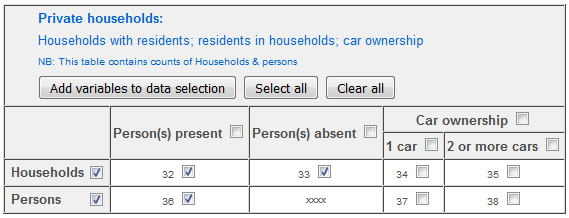 Private households:
Households with residents; residents in households; car ownership
NB: This table contains counts of Households & persons
Add variables to data selection Select all Clear all
Person(s) present Person(s) absent Car ownership
1 car 2 or more cars
Households 32 33 34 35
Persons 36 xxxx 37 38